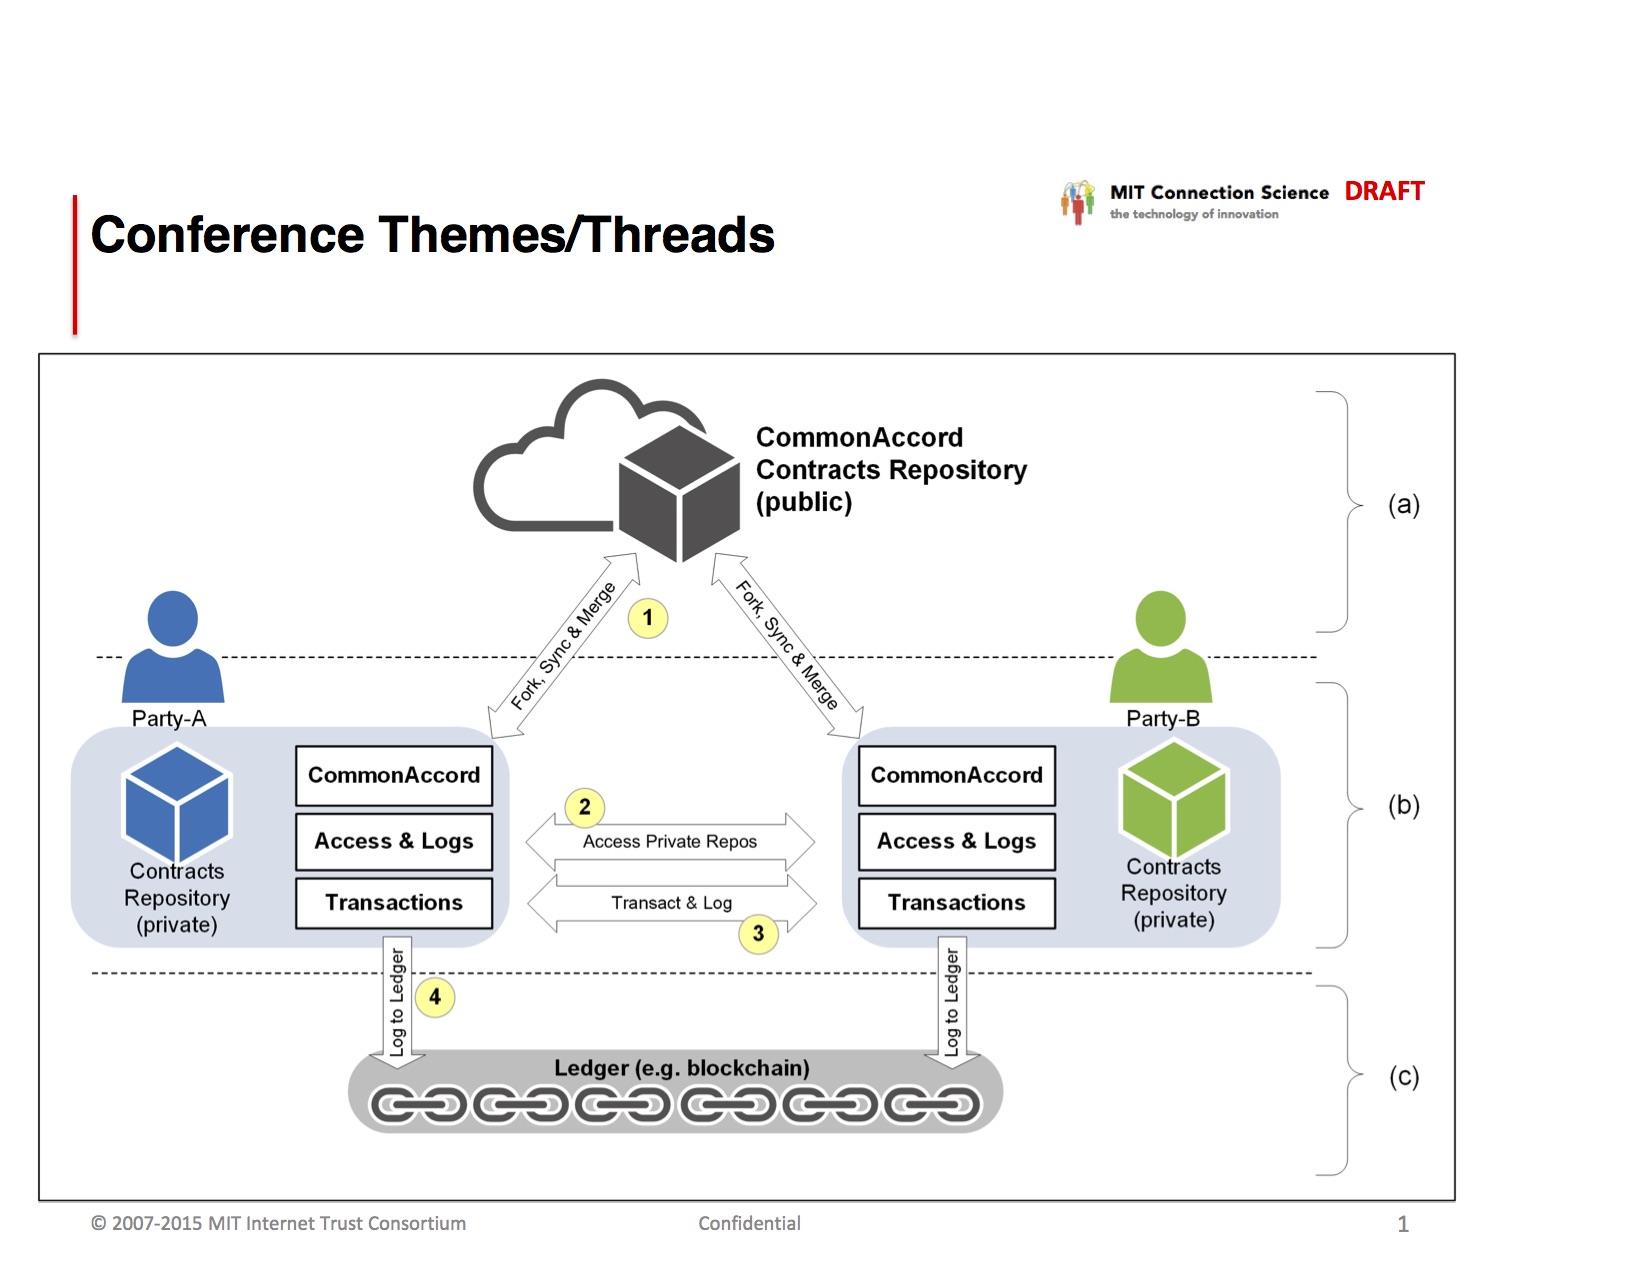 MIT Connection Science DRAFT
the technology of innovation
Conference Themes/Threads
CommonAccord
Contracts Repository
(public)
(a)
Fork, Sync & Merge
1
Fork, Sync & Merge
Party-A
Party-B
CommonAccord
Access & Logs
Transactions
Contracts
Repository
(private)
2
Access Private Repos
Transact & Log
3
CommonAccord
Access & Logs
Transactions
Contracts
Repository
(private)
(b)
Log to Ledger
4
Log to Ledger
Ledger (e.g. blockchain)
(c)
© 2007-2015 MIT Internet Trust Consortium
Confidential
1